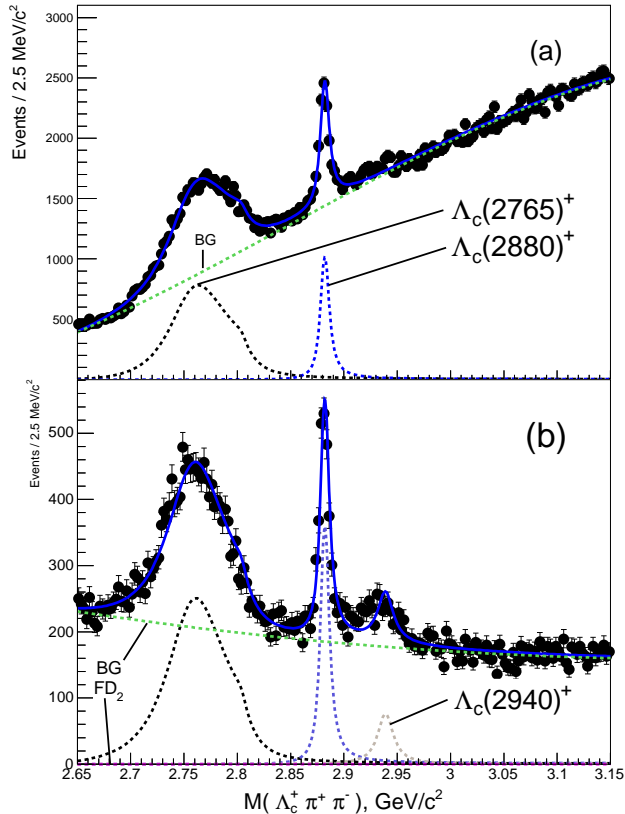 3000
(a)
2500
2000
1500
1000
500
Events / 2.5 MeV/c²
BG
Λc(2765)⁺
Λc(2880)⁺
(b)
500
400
300
200
100
0
Events / 2.5 MeV/c²
BG
FD₂
Λc(2940)⁺
2.65 2.7 2.75 2.8 2.85 2.9 2.95 3 3.05 3.1 3.15
M( Λc⁺ π⁺ π⁻), GeV/c²